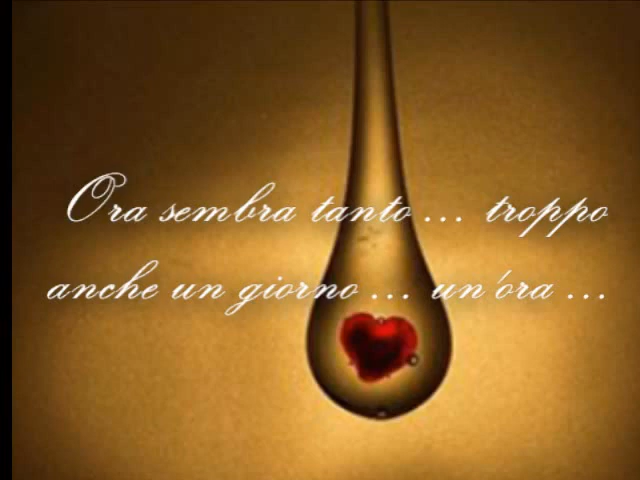 Ora sembra tanto ... troppo
anche un giorno ... un'ora ...